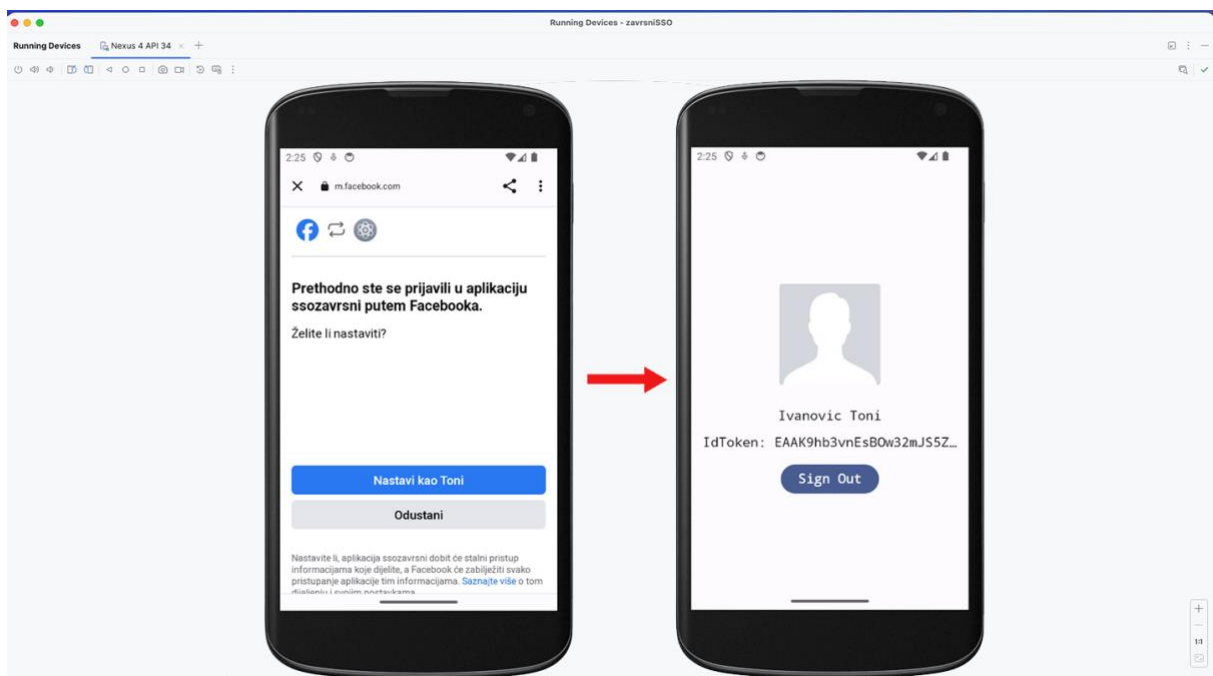 Running Devices - zavrsniSSO
Running Devices
Nexus 4 API 34
2:25
m.facebook.com
Prethodno ste se prijavili u aplikaciju
ssozavrsni putem Facebooka.
Želite li nastaviti?
Nastavi kao Toni
Odustani
Nastavite li, aplikacija ssozavrsni dobit će stalni pristup
informacijama koje dijelite, a Facebook će zabilježiti svako
pristupanje aplikacije tim informacijama. Saznajte više o tom
dijeljenju i svojim postavkama
2:25
Ivanovic Toni
IdToken: EAAK9hb3vnEsBOw32mJS5Z…
Sign Out
1:1